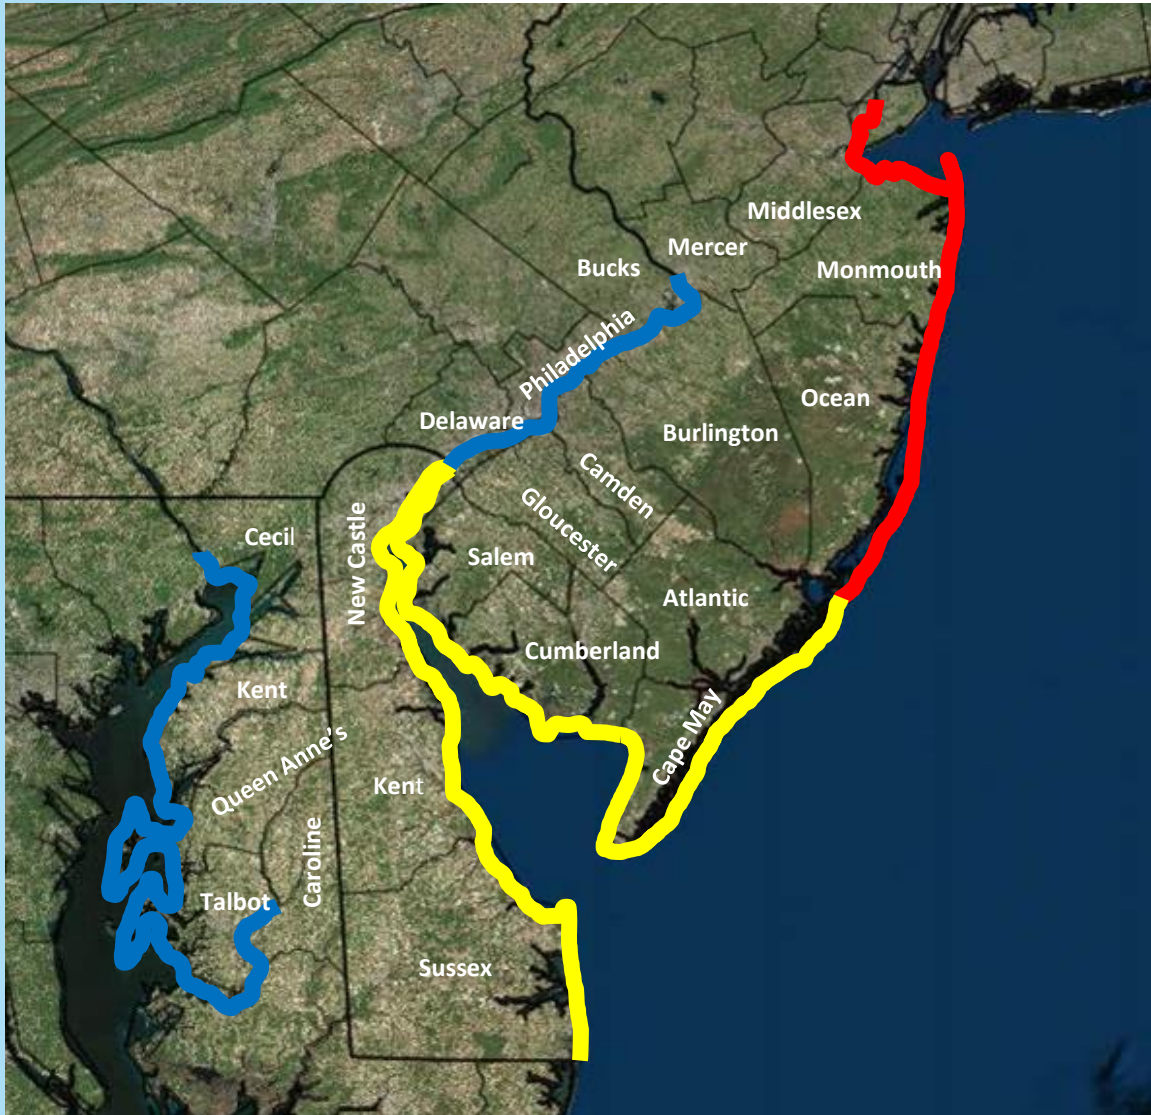 Middlesex
Mercer
Bucks
Monmouth
Philadelphia
Ocean
Delaware
Burlington
Camden
Gloucester
Cecil
New Castle
Salem
Atlantic
Cumberland
Kent
Cape May
Queen Anne's
Kent
Caroline
Talbot
Sussex